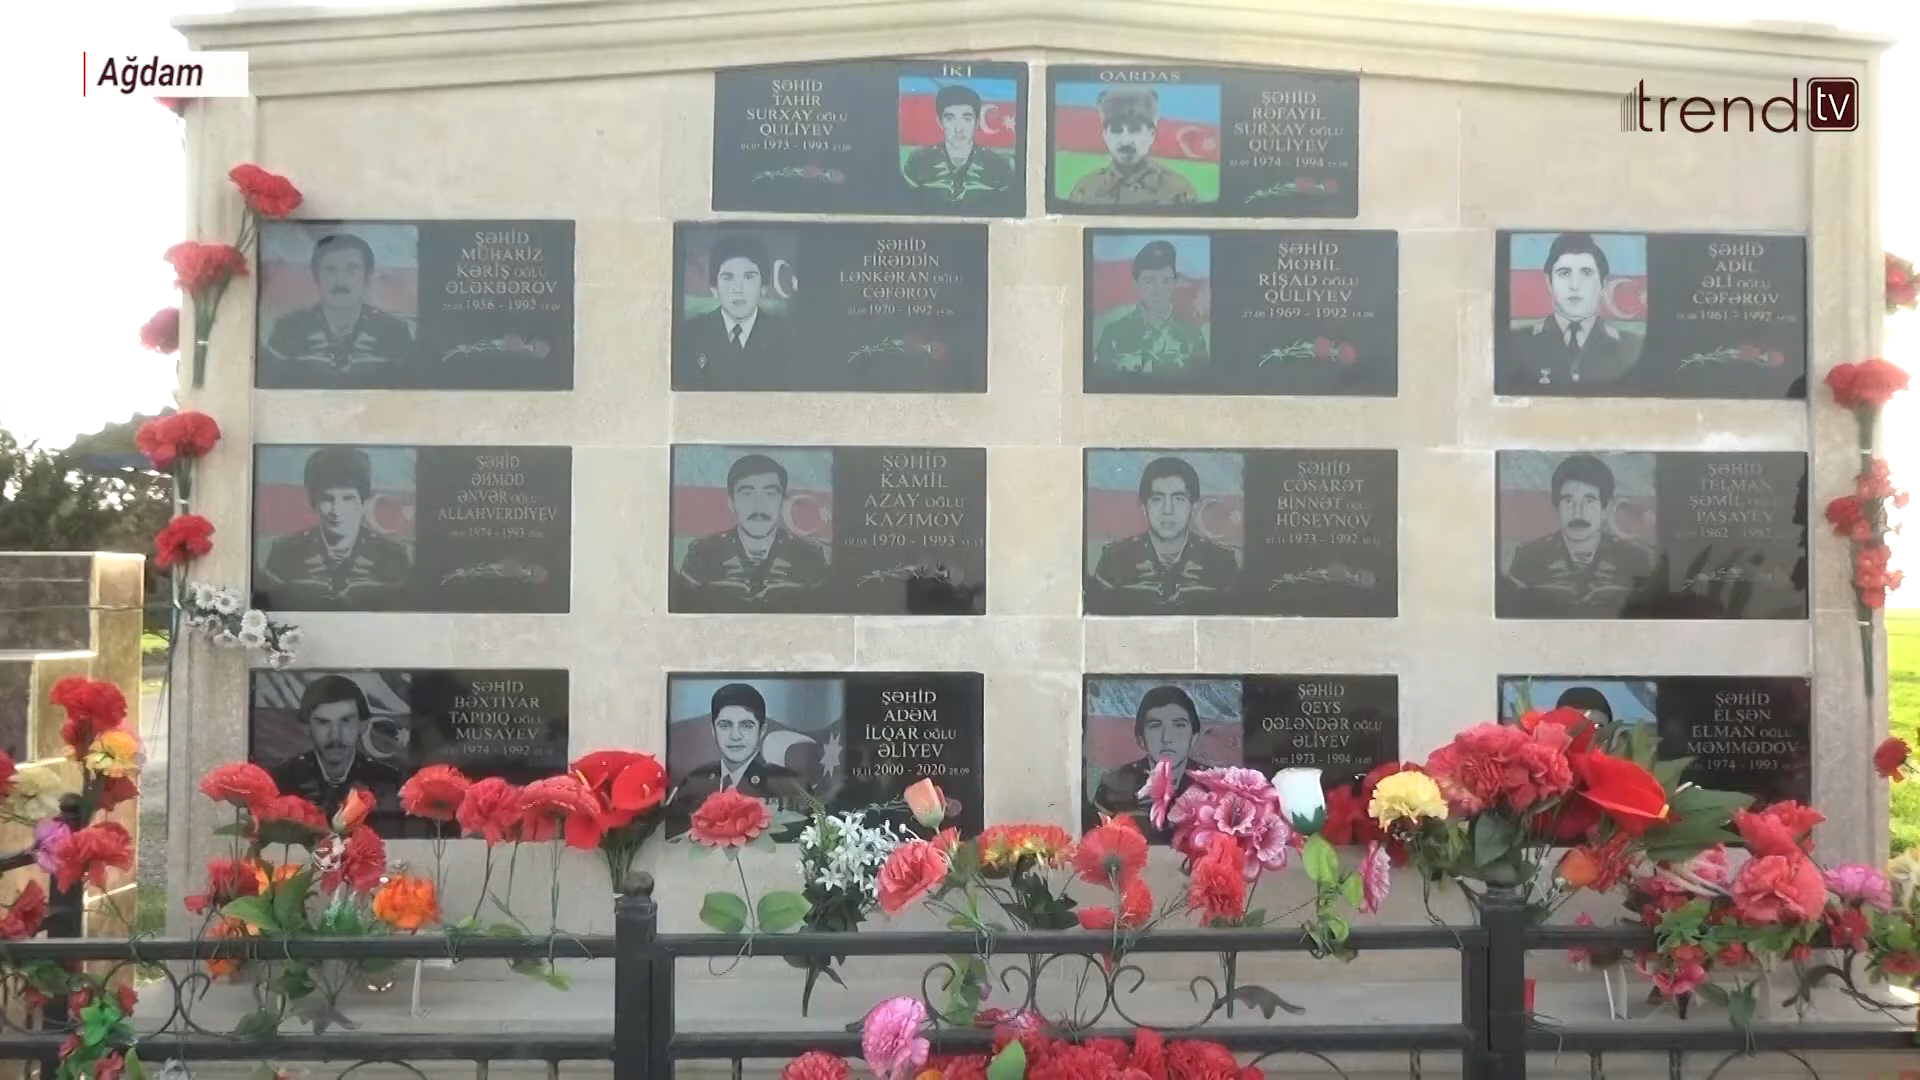 Ağdam
trend tv
İKİ
ŞƏHİD
TAHİR
SURXAY OĞLU
QULİYEV
1973 - 1993
QARDAŞ
ŞƏHİD
RƏFAYIL
SURXAY OĞLU
QULİYEV
1974 - 1994
ŞƏHİD
MÜBARİZ
KƏRİŞ OĞLU
ƏLƏKBƏROV
1956 - 1992
ŞƏHİD
FİRƏDDİN
LƏNKƏRAN OĞLU
CƏFƏROV
1970 - 1992
ŞƏHİD
MOBİL
RİŞAD OĞLU
QULİYEV
1969 - 1992
ŞƏHİD
ADİL
ƏLİ OĞLU
CƏFƏROV
1961 - 1992
ŞƏHİD
ƏHMƏD
ƏNVƏR OĞLU
ALLAHVERDİYEV
1974 - 1993
ŞƏHİD
KAMİL
AZAY OĞLU
KAZIMOV
1970 - 1993
ŞƏHİD
CƏSARƏT
BİNNƏT OĞLU
HÜSEYNOV
1973 - 1992
ŞƏHİD
TELMAN
ŞƏMİL OĞLU
PAŞAYEV
1962 - 1992
ŞƏHİD
BƏXTİYAR
TAPDIQ OĞLU
MUSAYEV
1974 - 1992
ŞƏHİD
ADƏM
İLQAR OĞLU
ƏLİYEV
19.11 2000 - 2020 28.09
ŞƏHİD
QEYS
QƏLƏNDƏR OĞLU
ƏLİYEV
1973 - 1994
ŞƏHİD
ELŞƏN
ELMAN OĞLU
MƏMMƏDOV
1974 - 1993